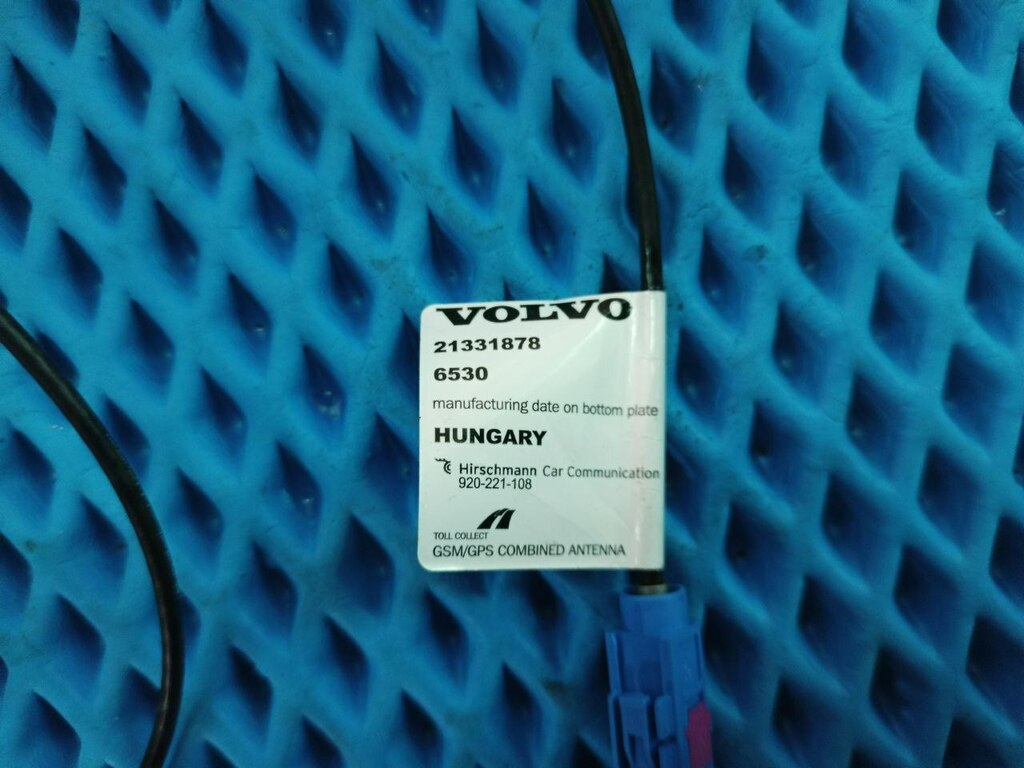 VOLVO
21331878
6530
manufacturing date on bottom plate
HUNGARY
Hirschmann Car Communication
920-221-108
TOLL COLLECT
GSM/GPS COMBINED ANTENNA